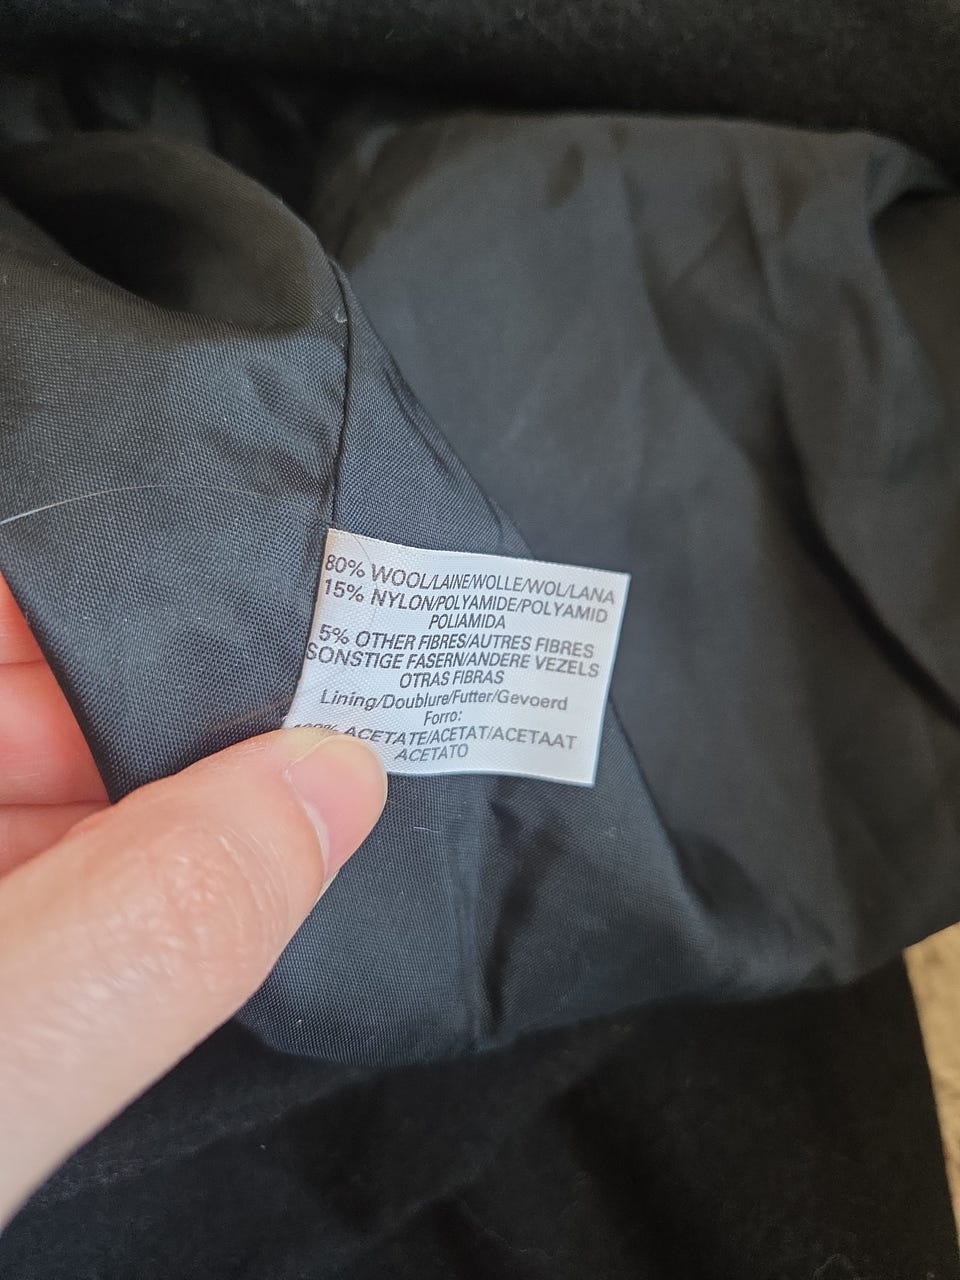 80% WOOL/LAINE/WOLLE/WOL/LANA
15% NYLON/POLYAMIDE/POLYAMID
POLIAMIDA
5% OTHER FIBRES/AUTRES FIBRES
SONSTIGE FASERN/ANDERE VEZELS
OTRAS FIBRAS
Lining/Doublure/Futter/Gevoerd
Forro:
100% ACETATE/ACETAT/ACETAAT
ACETATO